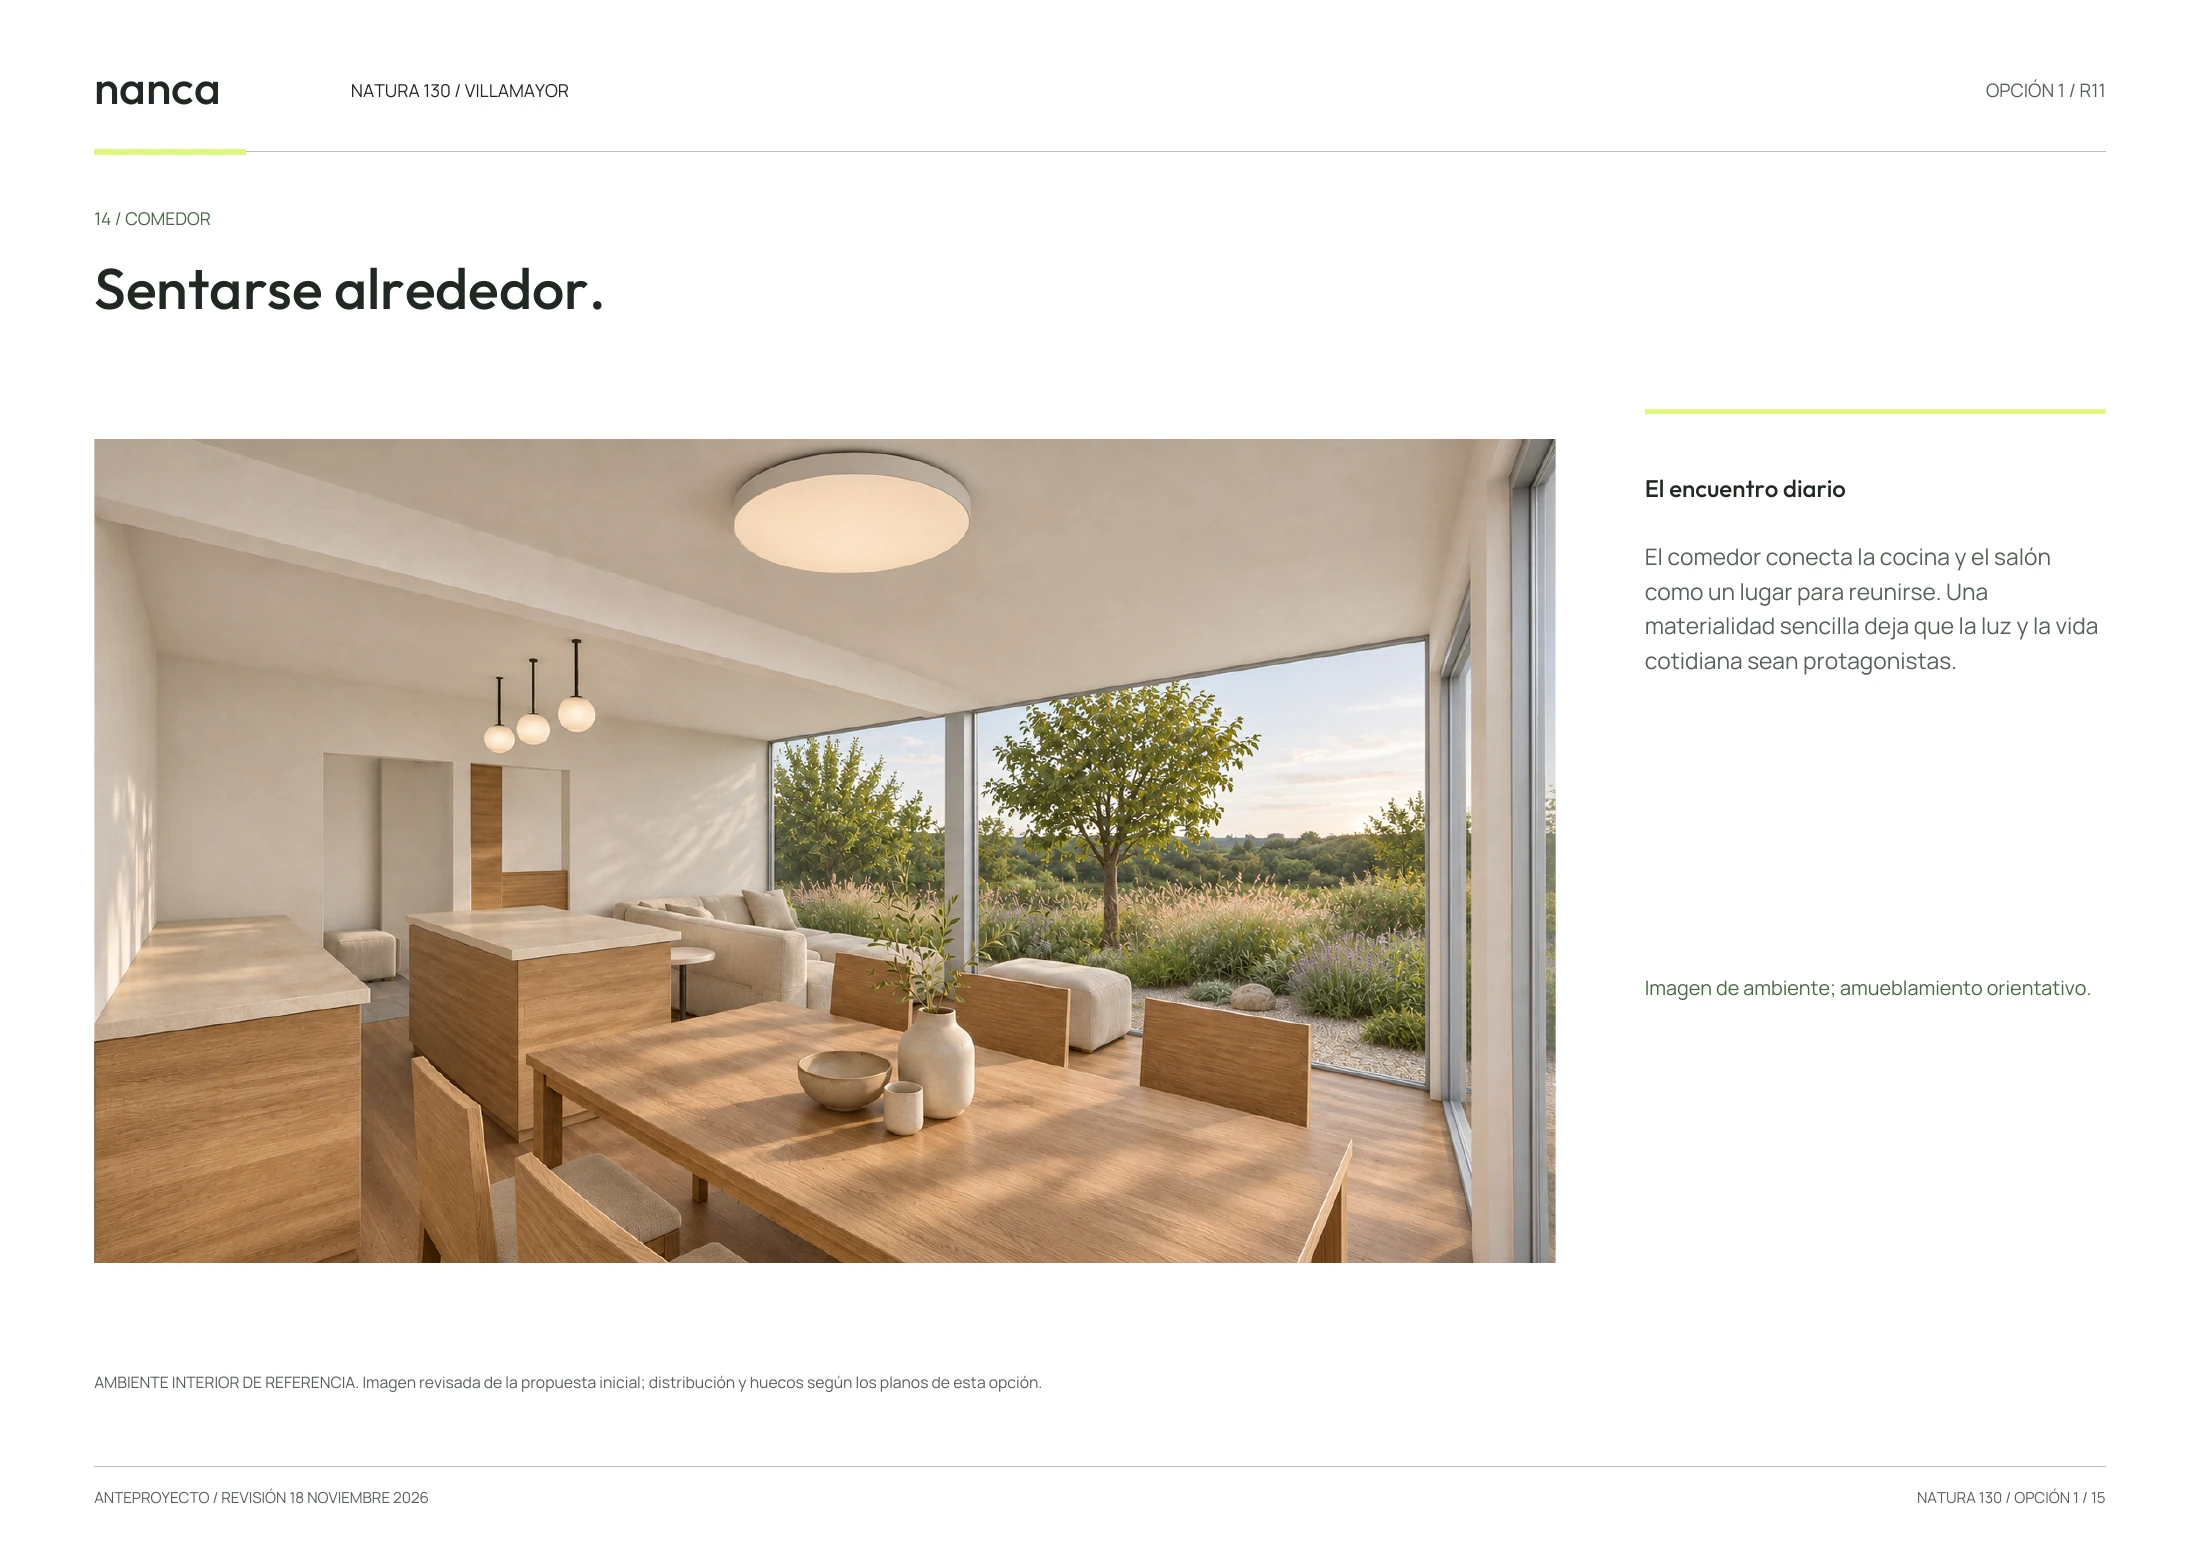 nanca
NATURA 130 / VILLAMAYOR
OPCIÓN 1 / R11
14 / COMEDOR
Sentarse alrededor.
El encuentro diario
El comedor conecta la cocina y el salón
como un lugar para reunirse. Una
materialidad sencilla deja que la luz y la vida
cotidiana sean protagonistas.
Imagen de ambiente; amueblamiento orientativo.
AMBIENTE INTERIOR DE REFERENCIA. Imagen revisada de la propuesta inicial; distribución y huecos según los planos de esta opción.
ANTEPROYECTO / REVISIÓN 18 NOVIEMBRE 2026
NATURA 130 / OPCIÓN 1 / 15